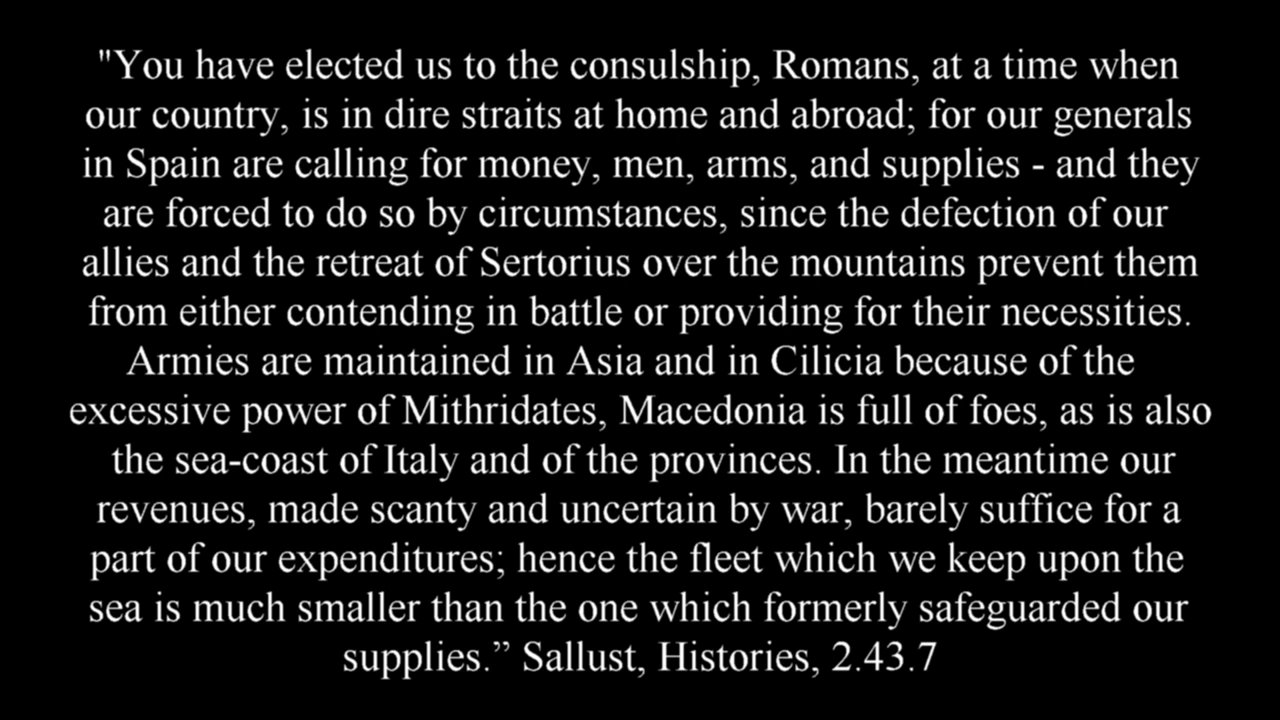 "You have elected us to the consulship, Romans, at a time when
our country, is in dire straits at home and abroad; for our generals
in Spain are calling for money, men, arms, and supplies - and they
are forced to do so by circumstances, since the defection of our
allies and the retreat of Sertorius over the mountains prevent them
from either contending in battle or providing for their necessities.
Armies are maintained in Asia and in Cilicia because of the
excessive power of Mithridates, Macedonia is full of foes, as is also
the sea-coast of Italy and of the provinces. In the meantime our
revenues, made scanty and uncertain by war, barely suffice for a
part of our expenditures; hence the fleet which we keep upon the
sea is much smaller than the one which formerly safeguarded our
supplies.” Sallust, Histories, 2.43.7